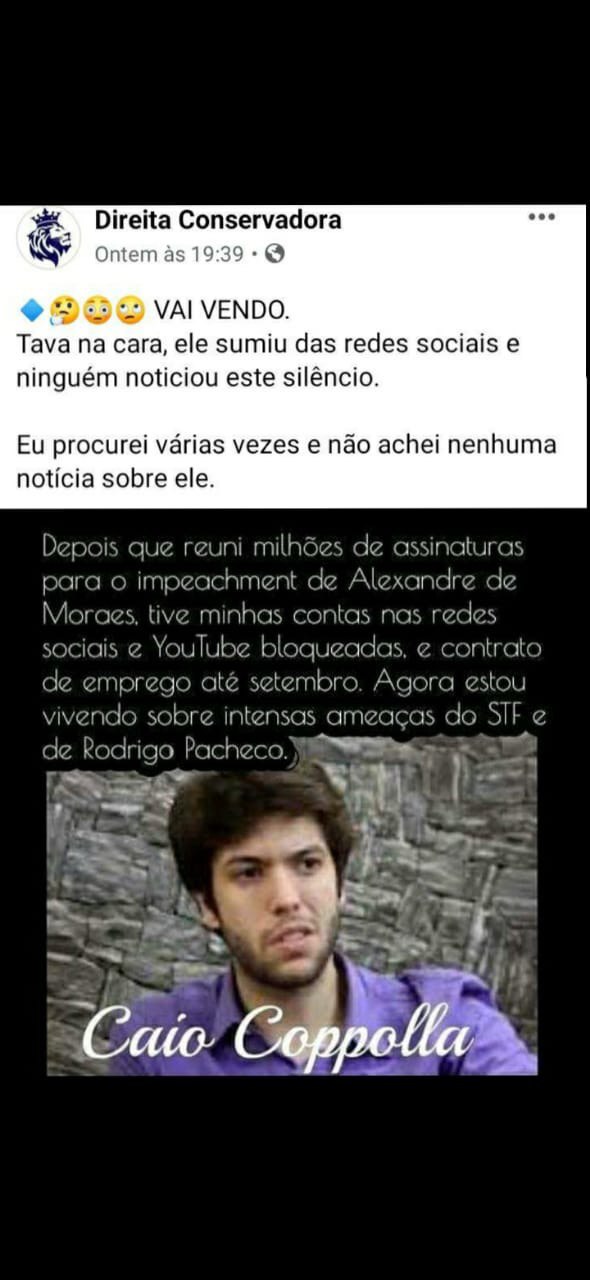 Direita Conservadora
Ontem às 19:39 •
VAI VENDO.
Tava na cara, ele sumiu das redes sociais e
ninguém noticiou este silêncio.
Eu procurei várias vezes e não achei nenhuma
notícia sobre ele.
Depois que reuni milhões de assinaturas
para o impeachment de Alexandre de
Moraes, tive minhas contas nas redes
sociais e YouTube bloqueadas, e contrato
de emprego até setembro. Agora estou
vivendo sobre intensas ameaças do STF e
de Rodrigo Pacheco.)
Caio Coppolla